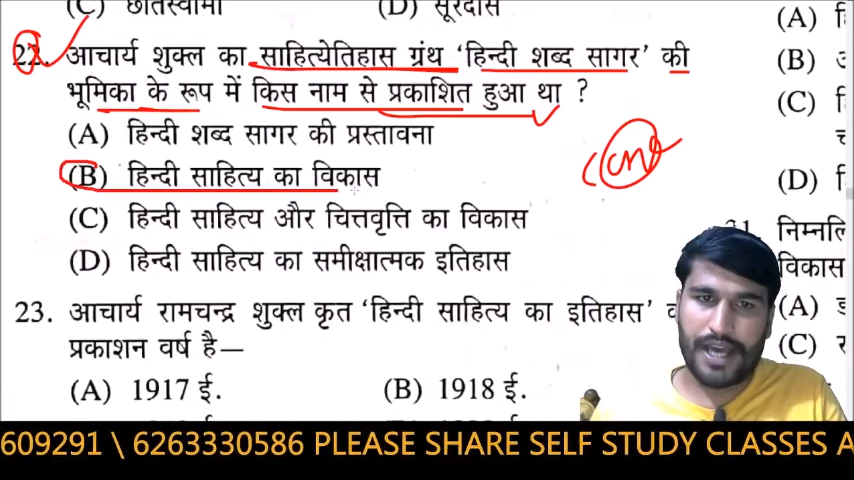 (C) छीतस्वामी (D) सूरदास
22. आचार्य शुक्ल का साहित्येतिहास ग्रंथ 'हिन्दी शब्द सागर' की
भूमिका के रूप में किस नाम से प्रकाशित हुआ था ?
(A) हिन्दी शब्द सागर की प्रस्तावना
(B) हिन्दी साहित्य का विकास
(C) हिन्दी साहित्य और चित्तवृत्ति का विकास
(D) हिन्दी साहित्य का समीक्षात्मक इतिहास
23. आचार्य रामचन्द्र शुक्ल कृत 'हिन्दी साहित्य का इतिहास'
प्रकाशन वर्ष है—
(A) 1917 ई. (B) 1918 ई.
(A)
(B)
(C)
(D)
31. निम्नलि
विकास
(A)
(C)
609291 \ 6263330586 PLEASE SHARE SELF STUDY CLASSES A